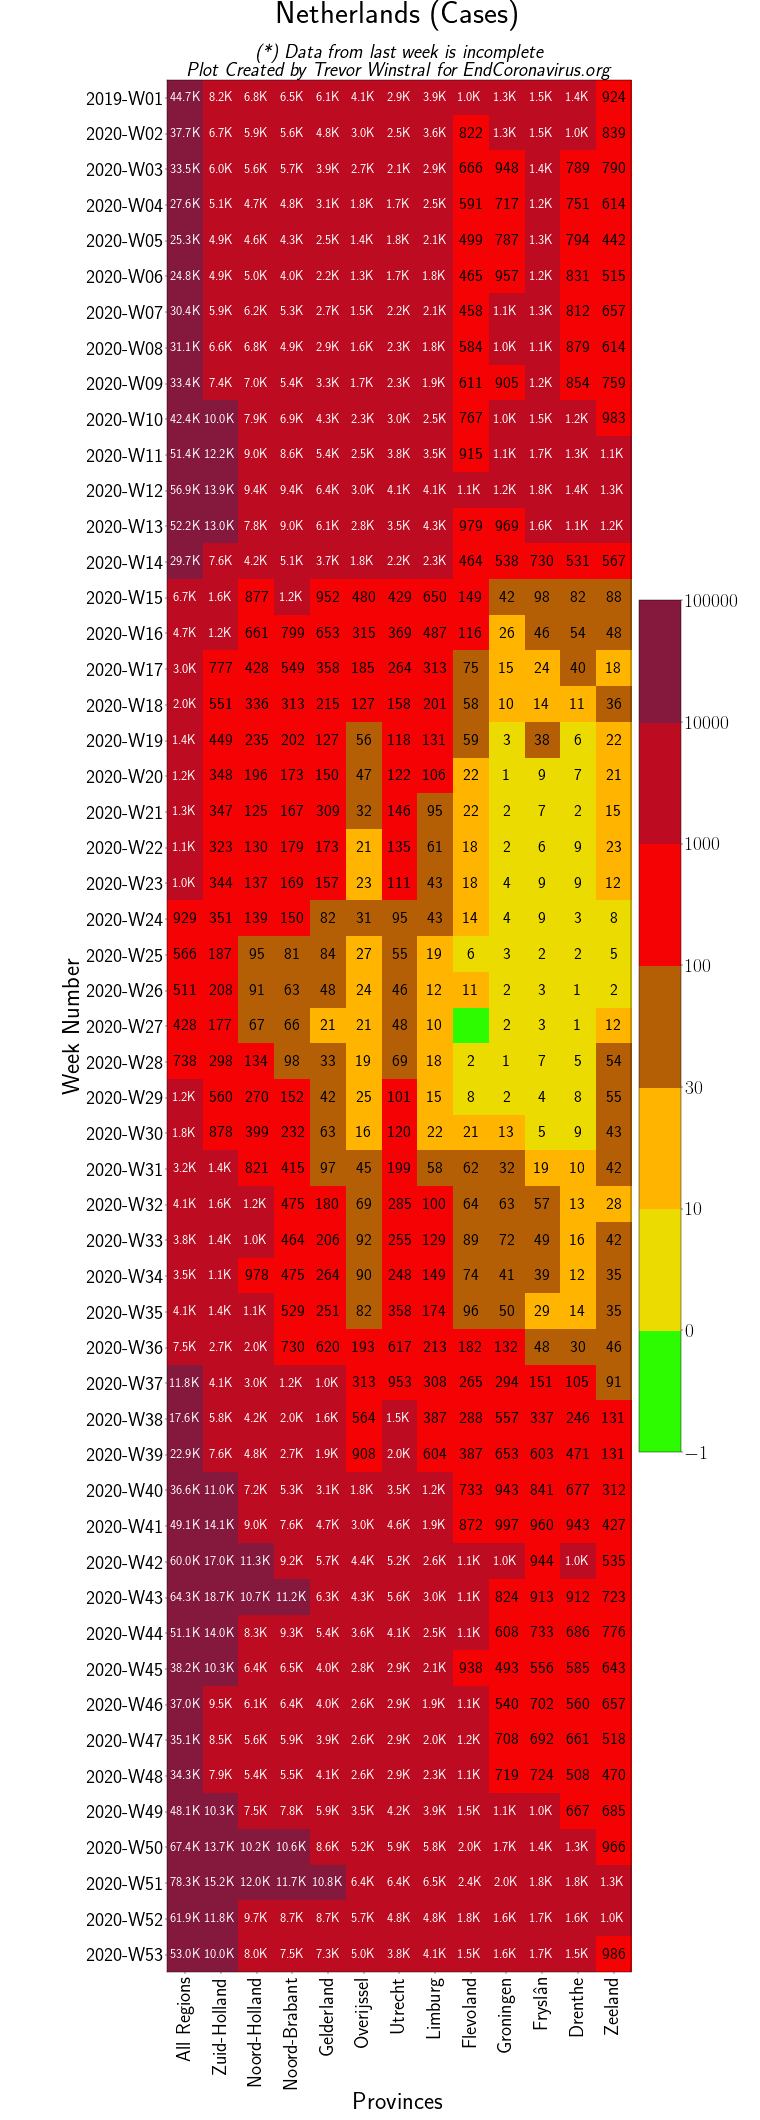 Netherlands (Cases)
(*) Data from last week is incomplete
Plot Created by Trevor Winstral for EndCoronavirus.org
2019-W01 44.7K 8.2K 6.8K 6.5K 6.1K 4.1K 2.9K 3.9K 1.0K 1.3K 1.5K 1.4K 924
2020-W02 37.7K 6.7K 5.9K 5.6K 4.8K 3.0K 2.5K 3.6K 822 1.3K 1.5K 1.0K 839
2020-W03 33.5K 6.0K 5.6K 5.7K 3.9K 2.7K 2.1K 2.9K 666 948 1.4K 789 790
2020-W04 27.6K 5.1K 4.7K 4.8K 3.1K 1.8K 1.7K 2.5K 591 717 1.2K 751 614
2020-W05 25.3K 4.9K 4.6K 4.3K 2.5K 1.4K 1.8K 2.1K 499 787 1.3K 794 442
2020-W06 24.8K 4.9K 5.0K 4.0K 2.2K 1.3K 1.7K 1.8K 465 957 1.2K 831 515
2020-W07 30.4K 5.9K 6.2K 5.3K 2.7K 1.5K 2.2K 2.1K 458 1.1K 1.3K 812 657
2020-W08 31.1K 6.6K 6.8K 4.9K 2.9K 1.6K 2.3K 1.8K 584 1.0K 1.1K 879 614
2020-W09 33.4K 7.4K 7.0K 5.4K 3.3K 1.7K 2.3K 1.9K 611 905 1.2K 854 759
2020-W10 42.4K 10.0K 7.9K 6.9K 4.3K 2.3K 3.0K 2.5K 767 1.0K 1.5K 1.2K 983
2020-W11 51.4K 12.2K 9.0K 8.6K 5.4K 2.5K 3.8K 3.5K 915 1.1K 1.7K 1.3K 1.1K
2020-W12 56.9K 13.9K 9.4K 9.4K 6.4K 3.0K 4.1K 4.1K 1.1K 1.2K 1.8K 1.4K 1.3K
2020-W13 52.2K 13.0K 7.8K 9.0K 6.1K 2.8K 3.5K 4.3K 979 969 1.6K 1.1K 1.2K
2020-W14 29.7K 7.6K 4.2K 5.1K 3.7K 1.8K 2.2K 2.3K 464 538 730 531 567
2020-W15 6.7K 1.6K 877 1.2K 952 480 429 650 149 42 98 82 88
2020-W16 4.7K 1.2K 661 799 653 315 369 487 116 26 46 54 48
2020-W17 3.0K 777 428 549 358 185 264 313 75 15 24 40 18
2020-W18 2.0K 551 336 313 215 127 158 201 58 10 14 11 36
2020-W19 1.4K 449 235 202 127 56 118 131 59 3 38 6 22
2020-W20 1.2K 348 196 173 150 47 122 106 22 1 9 7 21
2020-W21 1.3K 347 125 167 309 32 146 95 22 2 7 2 15
2020-W22 1.1K 323 130 179 173 21 135 61 18 2 6 9 23
2020-W23 1.0K 344 137 169 157 23 111 43 18 4 9 9 12
2020-W24 929 351 139 150 82 31 95 43 14 4 9 3 8
2020-W25 566 187 95 81 84 27 55 19 6 3 2 2 5
2020-W26 511 208 91 63 48 24 46 12 11 2 3 1 2
2020-W27 428 177 67 66 21 21 48 10 2 3 1 12
2020-W28 738 298 134 98 33 19 69 18 2 1 7 5 54
2020-W29 1.2K 560 270 152 42 25 101 15 8 2 4 8 55
2020-W30 1.8K 878 399 232 63 16 120 22 21 13 5 9 43
2020-W31 3.2K 1.4K 821 415 97 45 199 58 62 32 19 10 42
2020-W32 4.1K 1.6K 1.2K 475 180 69 285 100 64 63 57 13 28
2020-W33 3.8K 1.4K 1.0K 464 206 92 255 129 89 72 49 16 42
2020-W34 3.5K 1.1K 978 475 264 90 248 149 74 41 39 12 35
2020-W35 4.1K 1.4K 1.1K 529 251 82 358 174 96 50 29 14 35
2020-W36 7.5K 2.7K 2.0K 730 620 193 617 213 182 132 48 30 46
2020-W37 11.8K 4.1K 3.0K 1.2K 1.0K 313 953 308 265 294 151 105 91
2020-W38 17.6K 5.8K 4.2K 2.0K 1.6K 564 1.5K 387 288 557 337 246 131
2020-W39 22.9K 7.6K 4.8K 2.7K 1.9K 908 2.0K 604 387 653 603 471 131
2020-W40 36.6K 11.0K 7.2K 5.3K 3.1K 1.8K 3.5K 1.2K 733 943 841 677 312
2020-W41 49.1K 14.1K 9.0K 7.6K 4.7K 3.0K 4.6K 1.9K 872 997 960 943 427
2020-W42 60.0K 17.0K 11.3K 9.2K 5.7K 4.4K 5.2K 2.6K 1.1K 1.0K 944 1.0K 535
2020-W43 64.3K 18.7K 10.7K 11.2K 6.3K 4.3K 5.6K 3.0K 1.1K 824 913 912 723
2020-W44 51.1K 14.0K 8.3K 9.3K 5.4K 3.6K 4.1K 2.5K 1.1K 608 733 686 776
2020-W45 38.2K 10.3K 6.4K 6.5K 4.0K 2.8K 2.9K 2.1K 938 493 556 585 643
2020-W46 37.0K 9.5K 6.1K 6.4K 4.0K 2.6K 2.9K 1.9K 1.1K 540 702 560 657
2020-W47 35.1K 8.5K 5.6K 5.9K 3.9K 2.6K 2.9K 2.0K 1.2K 708 692 661 518
2020-W48 34.3K 7.9K 5.4K 5.5K 4.1K 2.6K 2.9K 2.3K 1.1K 719 724 508 470
2020-W49 48.1K 10.3K 7.5K 7.8K 5.9K 3.5K 4.2K 3.9K 1.5K 1.1K 1.0K 667 685
2020-W50 67.4K 13.7K 10.2K 10.6K 8.6K 5.2K 5.9K 5.8K 2.0K 1.7K 1.4K 1.3K 966
2020-W51 78.3K 15.2K 12.0K 11.7K 10.8K 6.4K 6.4K 6.5K 2.4K 2.0K 1.8K 1.8K 1.3K
2020-W52 61.9K 11.8K 9.7K 8.7K 8.7K 5.7K 4.8K 4.8K 1.8K 1.6K 1.7K 1.6K 1.0K
2020-W53 53.0K 10.0K 8.0K 7.5K 7.3K 5.0K 3.8K 4.1K 1.5K 1.6K 1.7K 1.5K 986
Week Number
All Regions
Zuid-Holland
Noord-Holland
Noord-Brabant
Gelderland
Overijssel
Utrecht
Limburg
Flevoland
Groningen
Fryslân
Drenthe
Zeeland
Provinces
100000
10000
1000
100
30
10
0
−1